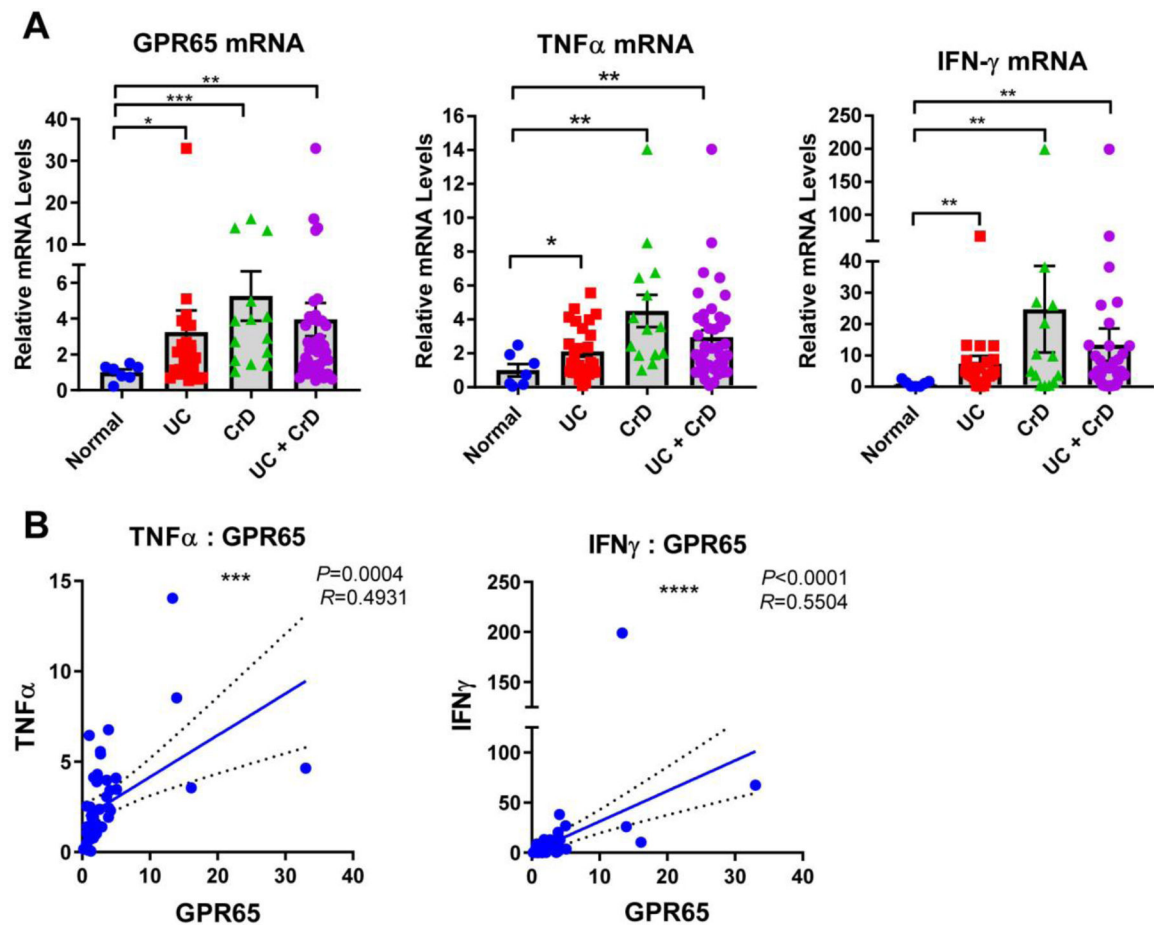 A
GPR65 mRNA
Relative mRNA Levels
40
30
20
10
6
4
2
0
*
***
**
Normal
UC
CrD
UC + CrD
TNFα mRNA
Relative mRNA Levels
16
14
12
10
8
6
4
2
0
*
**
**
Normal
UC
CrD
UC + CrD
IFN-γ mRNA
Relative mRNA Levels
250
200
150
100
50
40
30
20
10
0
**
**
**
Normal
UC
CrD
UC + CrD
B
TNFα : GPR65
***
P=0.0004
R=0.4931
TNFα
15
10
5
0
0 10 20 30 40
GPR65
IFNγ : GPR65
****
P<0.0001
R=0.5504
IFNγ
250
200
150
100
50
0
0 10 20 30 40
GPR65